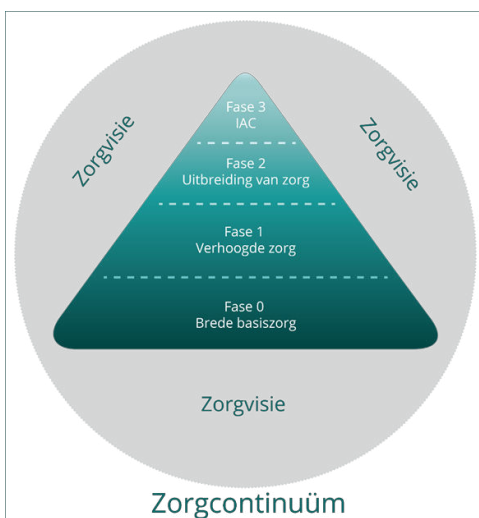 Zorgvisie
Zorgvisie
Fase 3
IAC
Fase 2
Uitbreiding van zorg
Fase 1
Verhoogde zorg
Fase 0
Brede basiszorg
Zorgvisie
Zorgcontinuüm